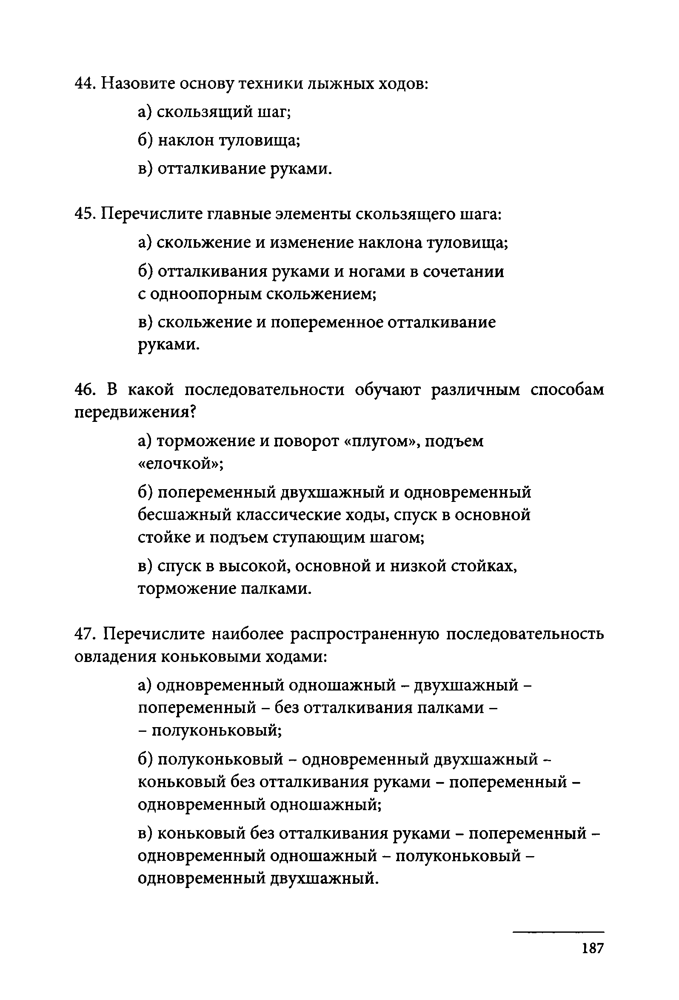 44. Назовите основу техники лыжных ходов:
а) скользящий шаг;
б) наклон туловища;
в) отталкивание руками.
45. Перечислите главные элементы скользящего шага:
а) скольжение и изменение наклона туловища;
б) отталкивания руками и ногами в сочетании
с одноопорным скольжением;
в) скольжение и попеременное отталкивание
руками.
46. В какой последовательности обучают различным способам
передвижения?
а) торможение и поворот «плугом», подъем
«елочкой»;
б) попеременный двухшажный и одновременный
бесшажный классические ходы, спуск в основной
стойке и подъем ступающим шагом;
в) спуск в высокой, основной и низкой стойках,
торможение палками.
47. Перечислите наиболее распространенную последовательность
овладения коньковыми ходами:
а) одновременный одношажный – двухшажный –
попеременный – без отталкивания палками –
– полуконьковый;
б) полуконьковый – одновременный двухшажный –
коньковый без отталкивания руками – попеременный –
одновременный одношажный;
в) коньковый без отталкивания руками – попеременный –
одновременный одношажный – полуконьковый –
одновременный двухшажный.
187